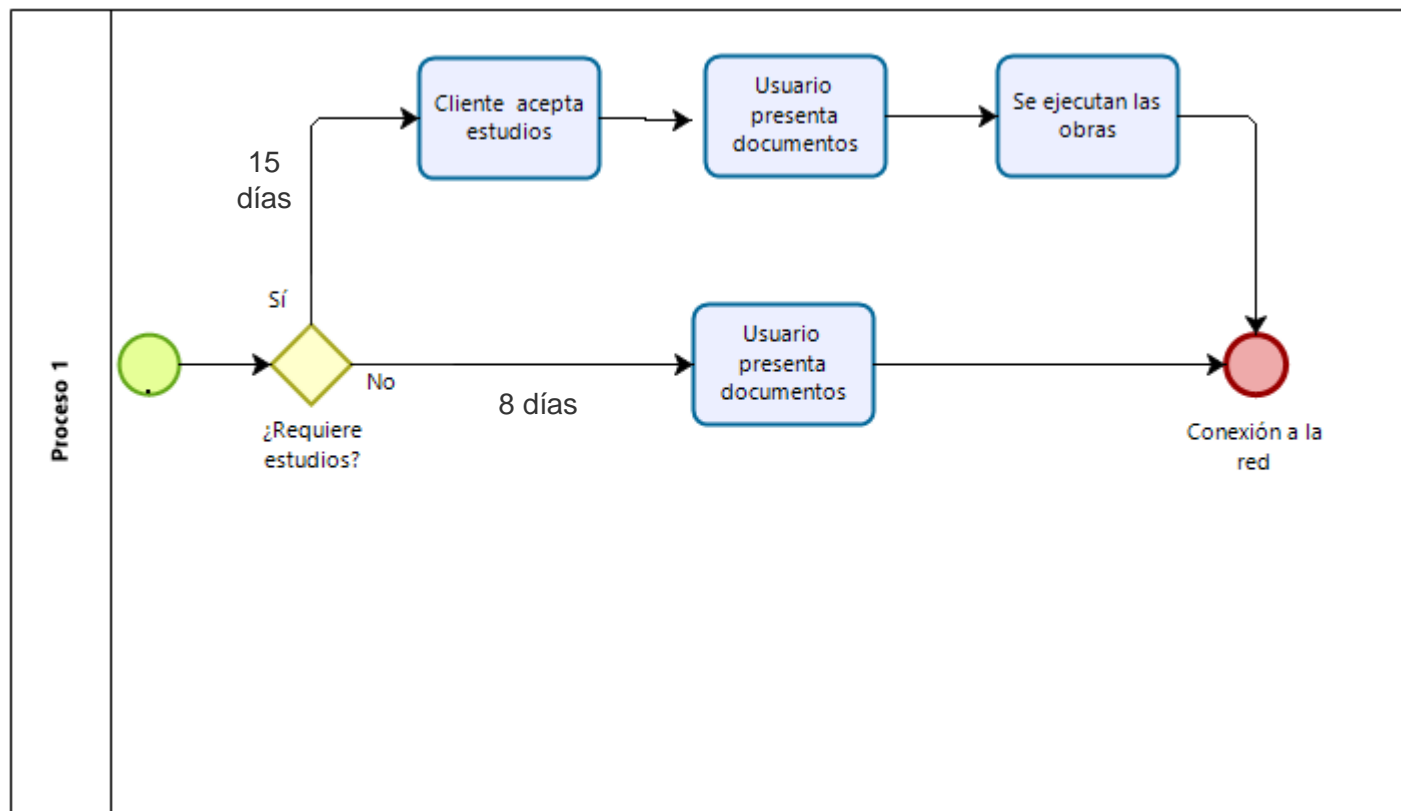 Proceso 1
Cliente acepta
estudios
Usuario
presenta
documentos
Se ejecutan las
obras
15
días
Sí
No
8 días
¿Requiere
estudios?
Usuario
presenta
documentos
Conexión a la
red